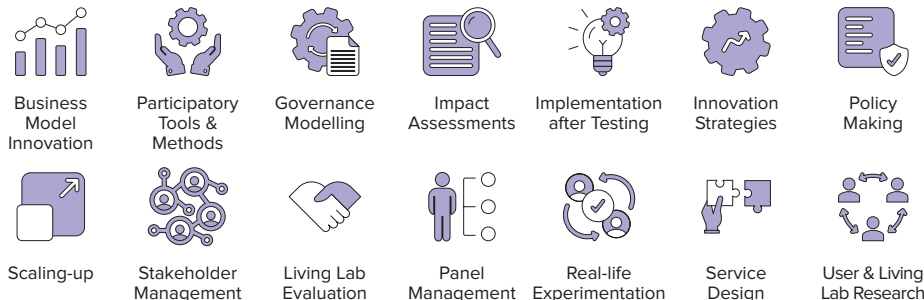 Business
Model
Innovation
Participatory
Tools &
Methods
Governance
Modelling
Impact
Assessments
Implementation
after Testing
Innovation
Strategies
Policy
Making
Scaling-up
Stakeholder
Management
Living Lab
Evaluation
Panel
Management
Real-life
Experimentation
Service
Design
User & Living
Lab Research